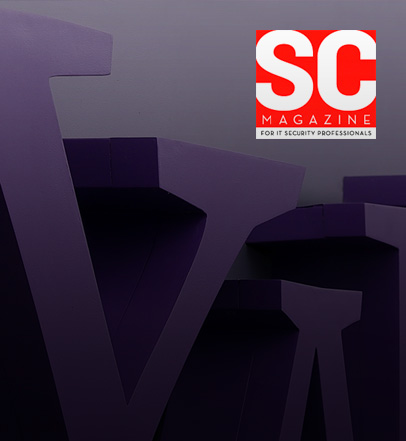 SC
MAGAZINE
FOR IT SECURITY PROFESSIONALS